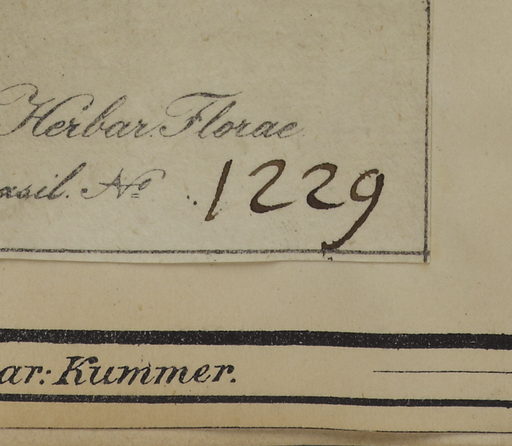 Herbar. Florae
asil. No 1229
ar: Kummer.